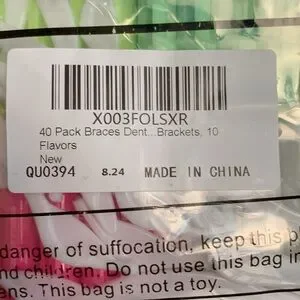 X003FOLSXR
40 Pack Braces Dent...Brackets, 10
Flavors
New
QU0394 8.24 MADE IN CHINA
danger of suffocation, keep this
nd children. Do not use this bag in
ens. This bag is not a toy.